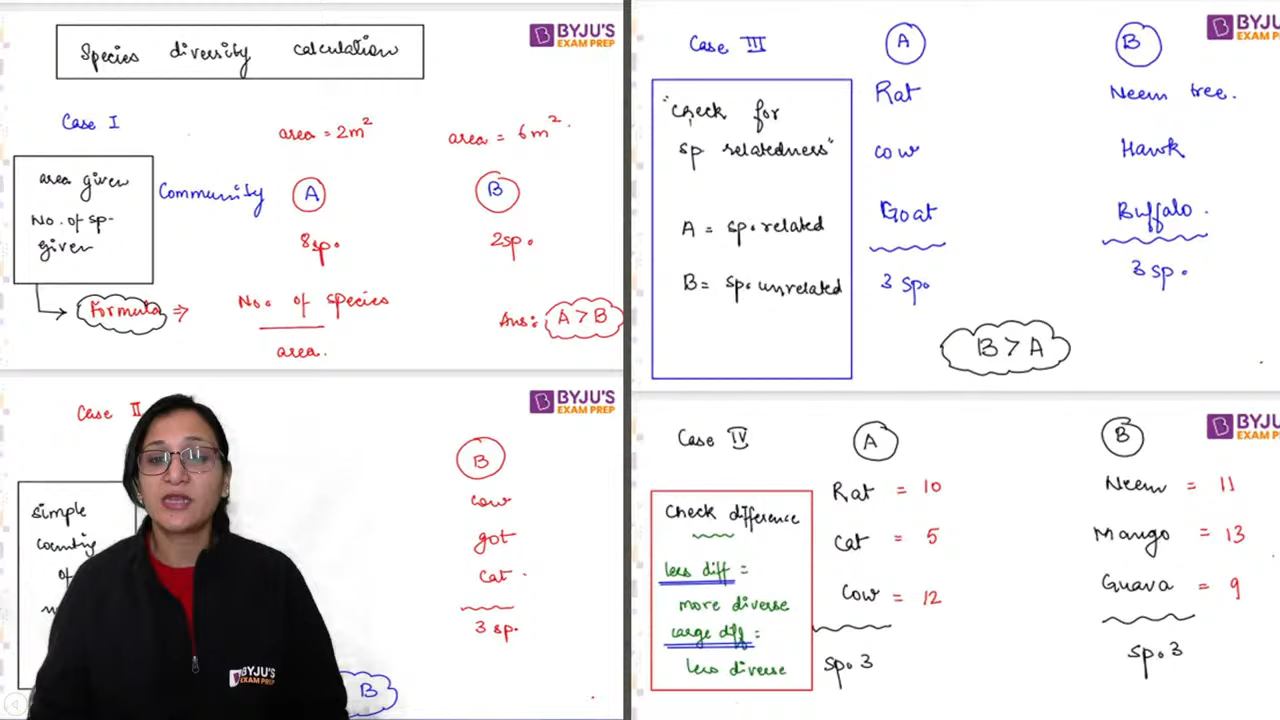 BYJU'S
EXAM PREP
Species diversity calculation
Case I
area = 2m²
area = 6m².
area given
No. of sp-
given
Community
A
B
8sp.
2sp.
Formula ⇒
No. of species
area.
Ans: A > B
BYJU'S
EXAM PREP
Case II
B
simple
counting
of
cow
got
cat
3 sp.
B
BYJU'S
EXAM PREP
BYJU'S
EXAM PREP
Case III
A
B
"check for
sp relatedness"
A = sp. related
B = sp. unrelated
Rat
Neem tree.
cow
Hawk
Goat
Buffalo.
3 sp.
3 sp.
B > A
BYJU'S
EXAM PREP
Case IV
A
B
Check difference
less diff =
more diverse
large diff =
less diverse
Rat = 10
Neem = 11
cat = 5
Mango = 13
Cow = 12
Guava = 9
sp. 3
sp. 3